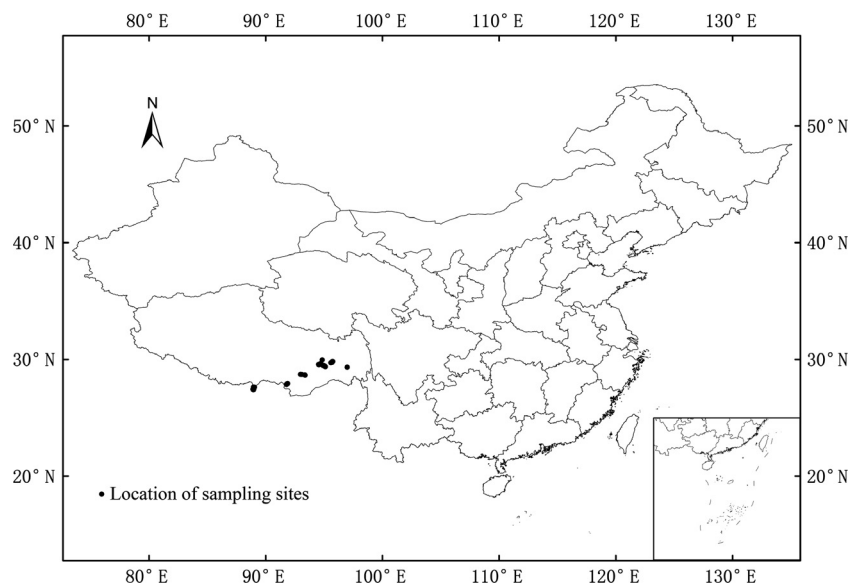 80° E 90° E 100° E 110° E 120° E 130° E
N
50° N 50° N
40° N 40° N
30° N 30° N
20° N 20° N
Location of sampling sites
80° E 90° E 100° E 110° E 120° E 130° E